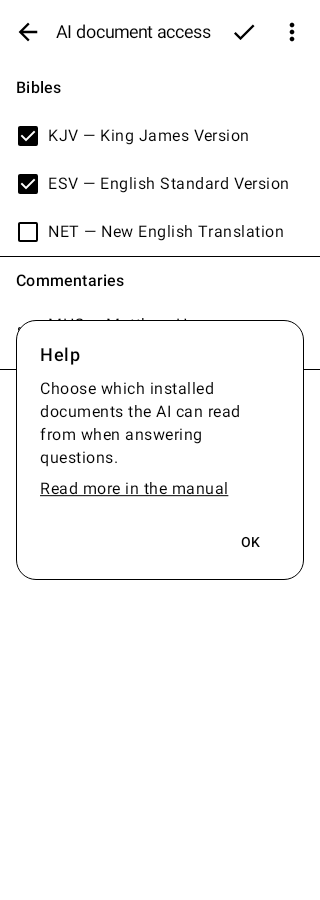 AI document access
Bibles
KJV – King James Version
ESV – English Standard Version
NET – New English Translation
Commentaries
Help
Choose which installed
documents the AI can read
from when answering
questions.
Read more in the manual
OK